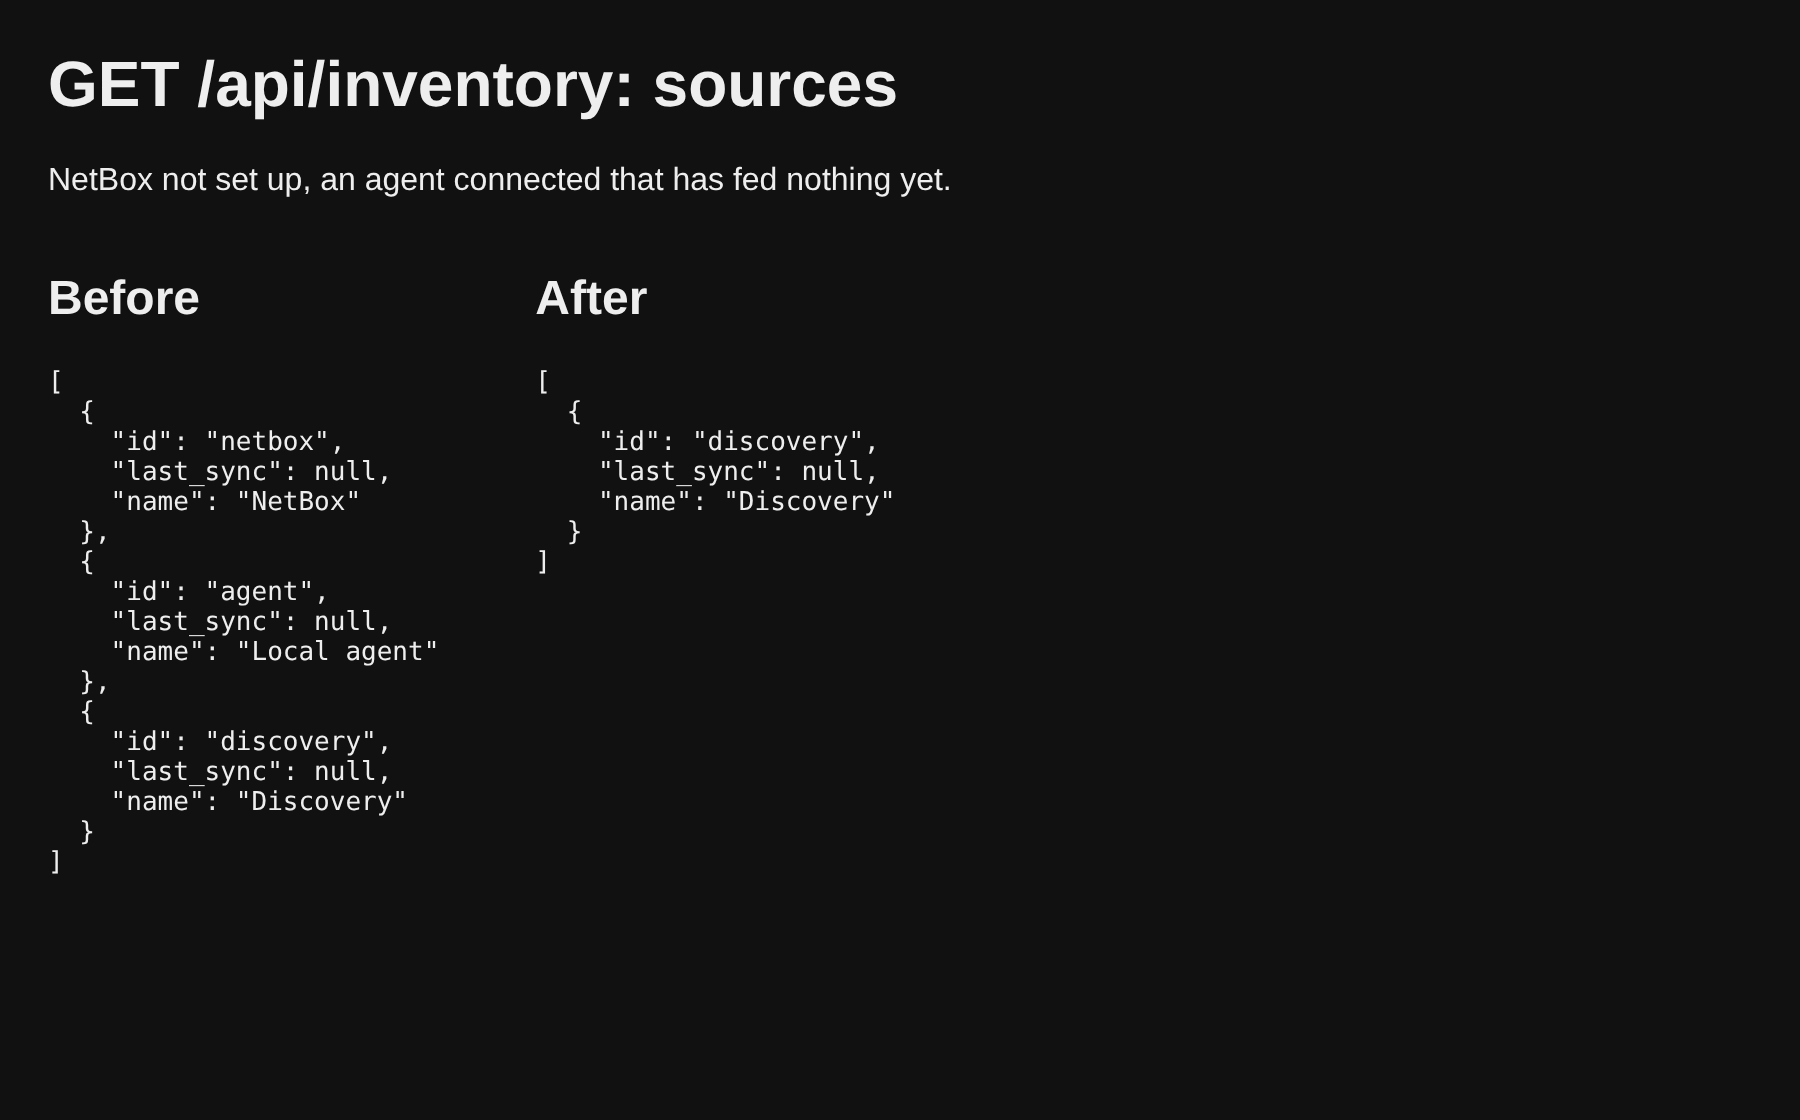 GET /api/inventory: sources
NetBox not set up, an agent connected that has fed nothing yet.
Before
[
  {
    "id": "netbox",
    "last_sync": null,
    "name": "NetBox"
  },
  {
    "id": "agent",
    "last_sync": null,
    "name": "Local agent"
  },
  {
    "id": "discovery",
    "last_sync": null,
    "name": "Discovery"
  }
]
After
[
  {
    "id": "discovery",
    "last_sync": null,
    "name": "Discovery"
  }
]